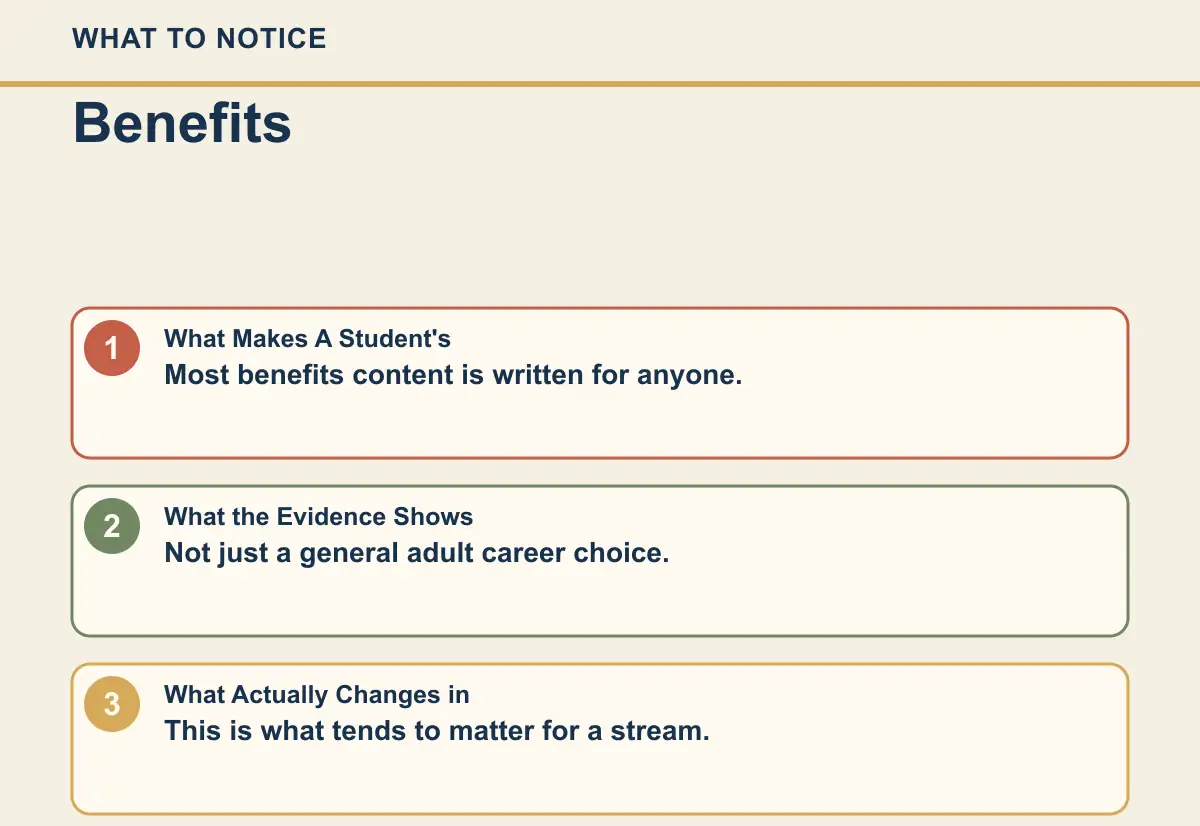 WHAT TO NOTICE
Benefits
1
What Makes A Student's
Most benefits content is written for anyone.
2
What the Evidence Shows
Not just a general adult career choice.
3
What Actually Changes in
This is what tends to matter for a stream.